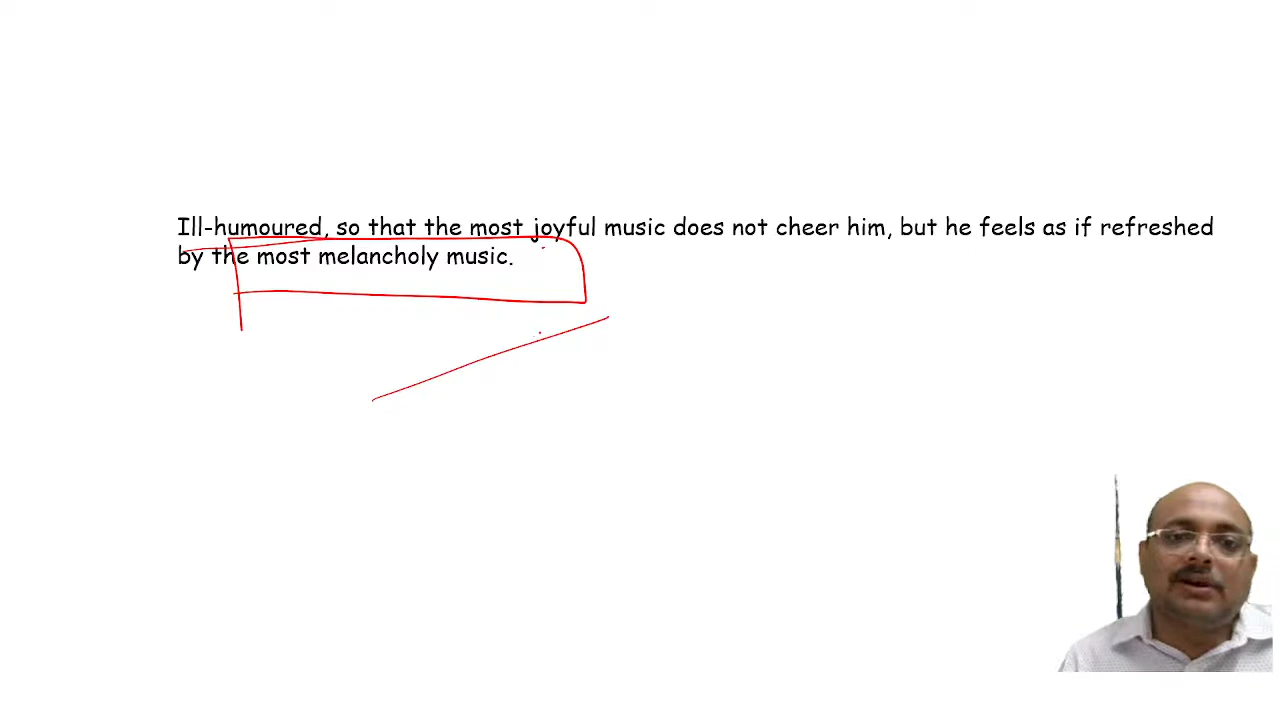 Ill-humoured, so that the most joyful music does not cheer him, but he feels as if refreshed
by the most melancholy music.